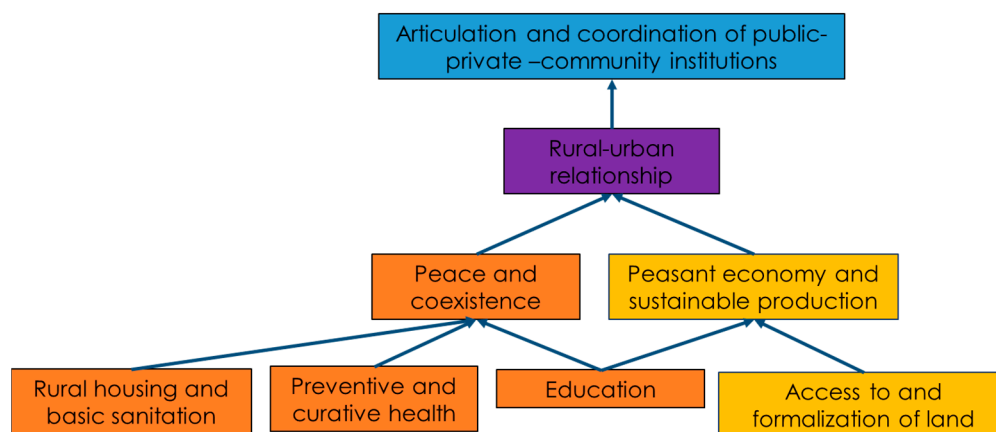 Articulation and coordination of public-
private –community institutions
Rural-urban
relationship
Peace and
coexistence
Peasant economy and
sustainable production
Rural housing and
basic sanitation
Preventive and
curative health
Education
Access to and
formalization of land